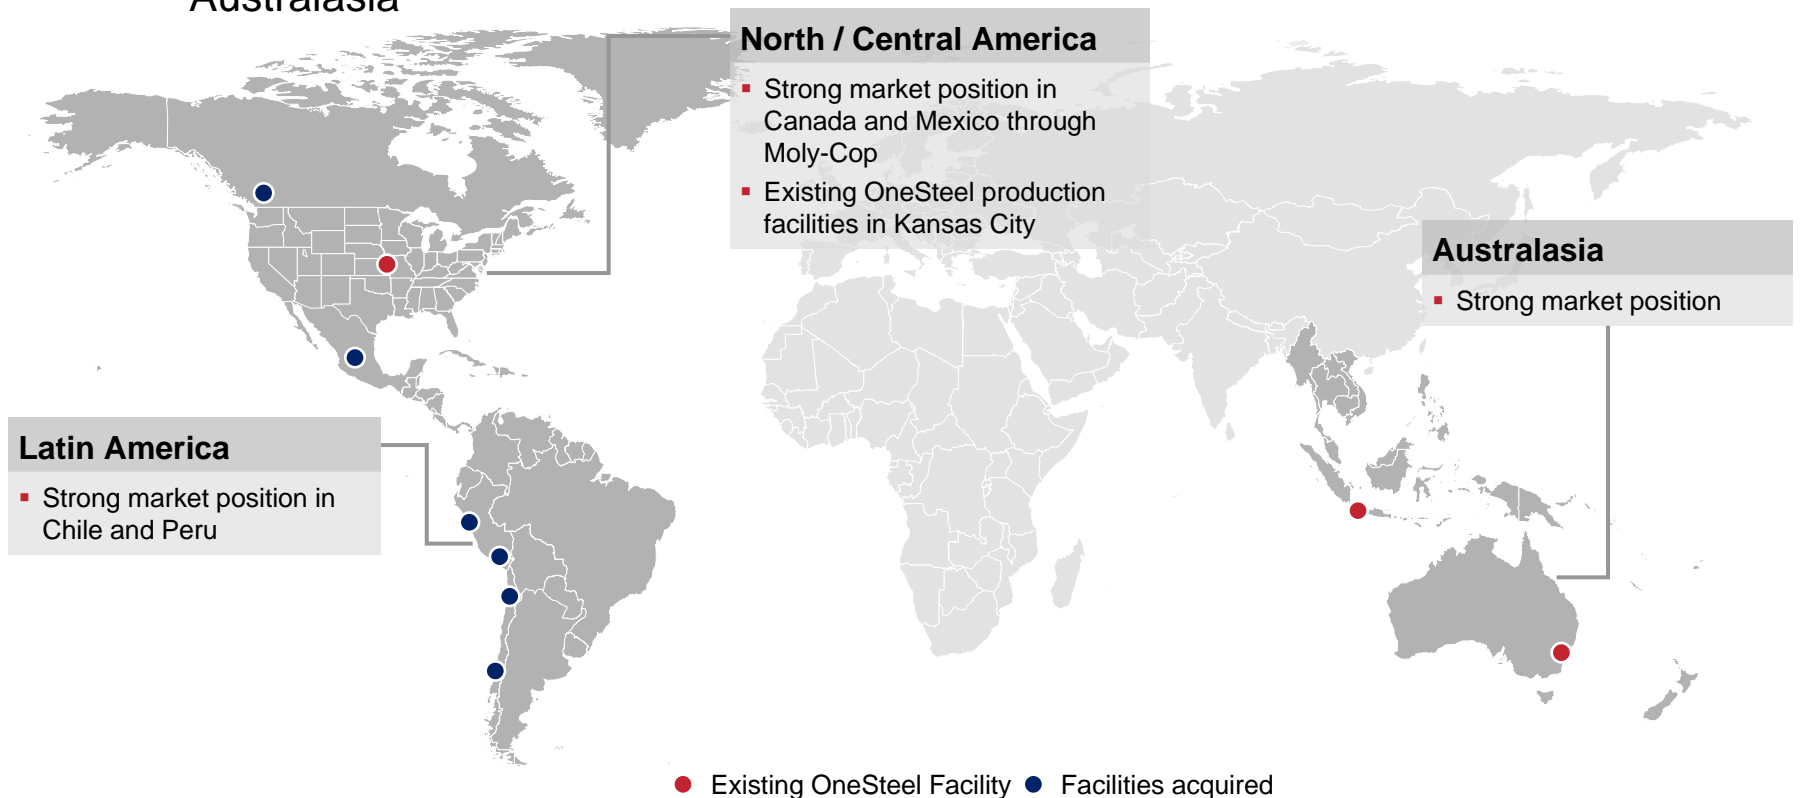 Australasia
North / Central America
▪ Strong market position in
Canada and Mexico through
Moly-Cop
▪ Existing OneSteel production
facilities in Kansas City
Australasia
▪ Strong market position
Latin America
▪ Strong market position in
Chile and Peru
Existing OneSteel Facility
Facilities acquired